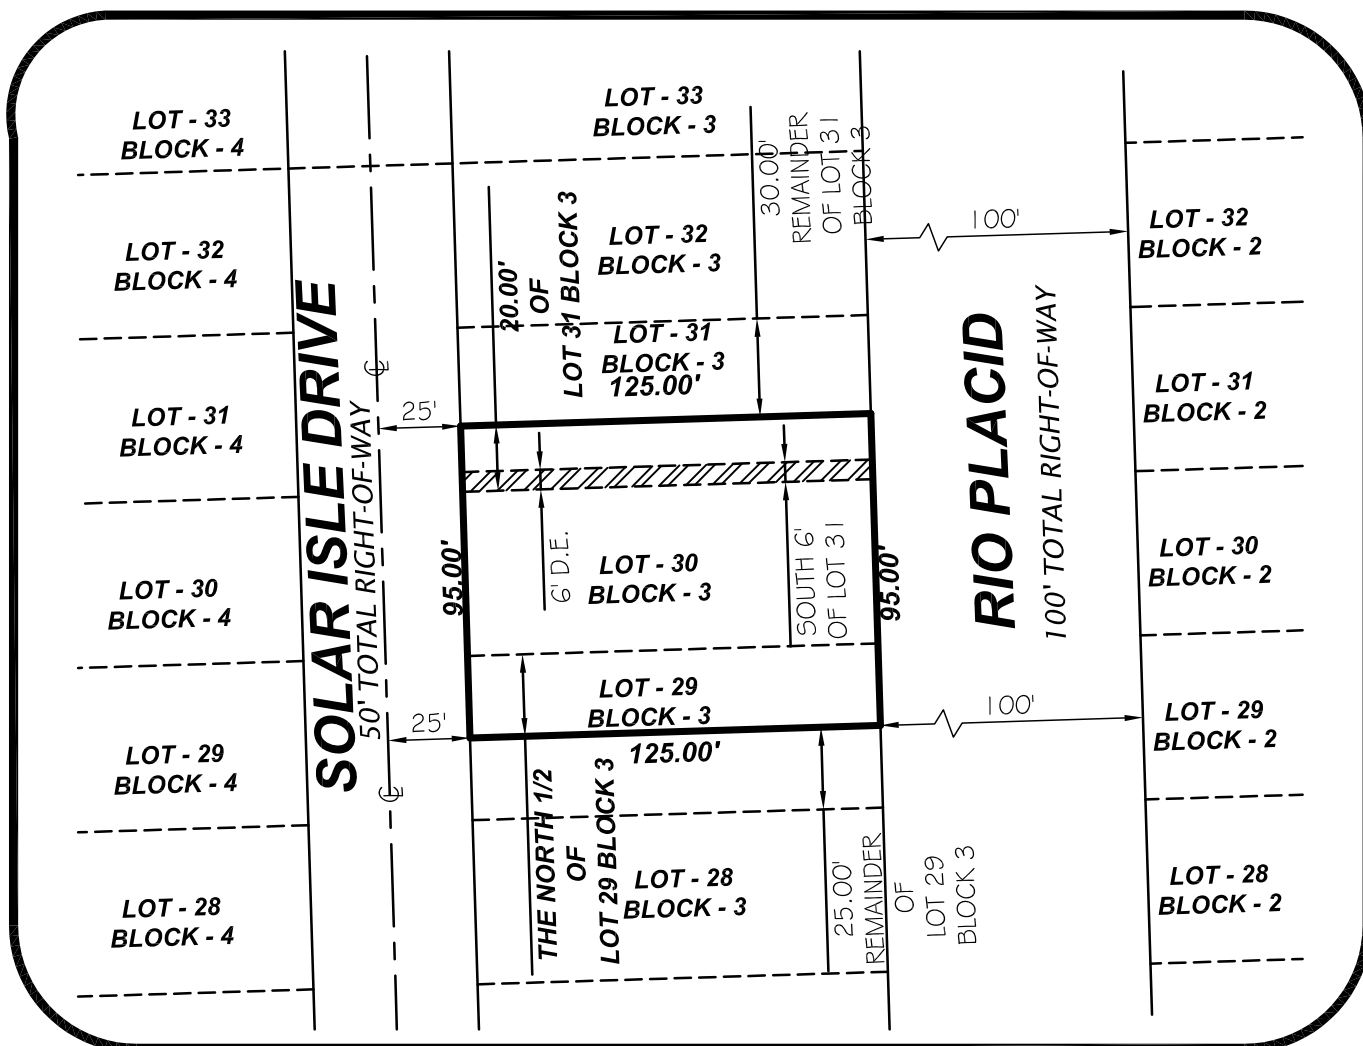 LOT - 33
BLOCK - 4
LOT - 33
BLOCK - 3
30.00'
REMAINDER
OF LOT 31
BLOCK 3
LOT - 32
BLOCK - 4
20.00'
OF
LOT 31 BLOCK 3
LOT - 32
BLOCK - 3
100'
LOT - 32
BLOCK - 2
LOT - 31
BLOCK - 3
125.00'
LOT - 31
BLOCK - 4
SOLAR ISLE DRIVE
50' TOTAL RIGHT-OF-WAY
℄
25'
RIO PLACID
100' TOTAL RIGHT-OF-WAY
LOT - 31
BLOCK - 2
LOT - 30
BLOCK - 4
95.00'
6' D.E.
LOT - 30
BLOCK - 3
SOUTH 6'
OF LOT 31
95.00'
LOT - 30
BLOCK - 2
LOT - 29
BLOCK - 4
℄
25'
LOT - 29
BLOCK - 3
125.00'
100'
LOT - 29
BLOCK - 2
THE NORTH 1/2
OF
LOT 29 BLOCK 3
LOT - 28
BLOCK - 4
LOT - 28
BLOCK - 3
25.00'
REMAINDER
OF
LOT 29
BLOCK 3
LOT - 28
BLOCK - 2